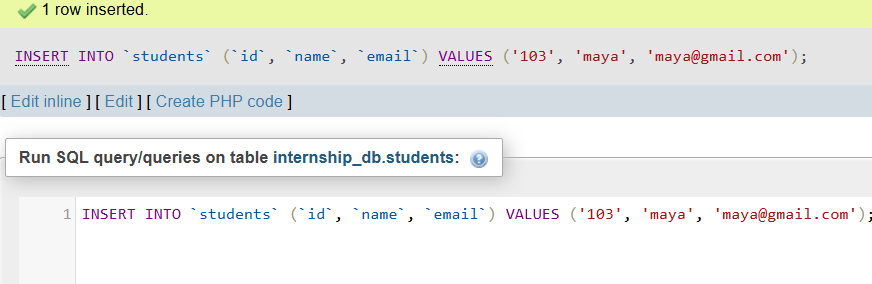 1 row inserted.
INSERT INTO `students` (`id`, `name`, `email`) VALUES ('103', 'maya', 'maya@gmail.com');
[ Edit inline ] [ Edit ] [ Create PHP code ]
Run SQL query/queries on table internship_db.students:
1 INSERT INTO `students` (`id`, `name`, `email`) VALUES ('103', 'maya', 'maya@gmail.com');